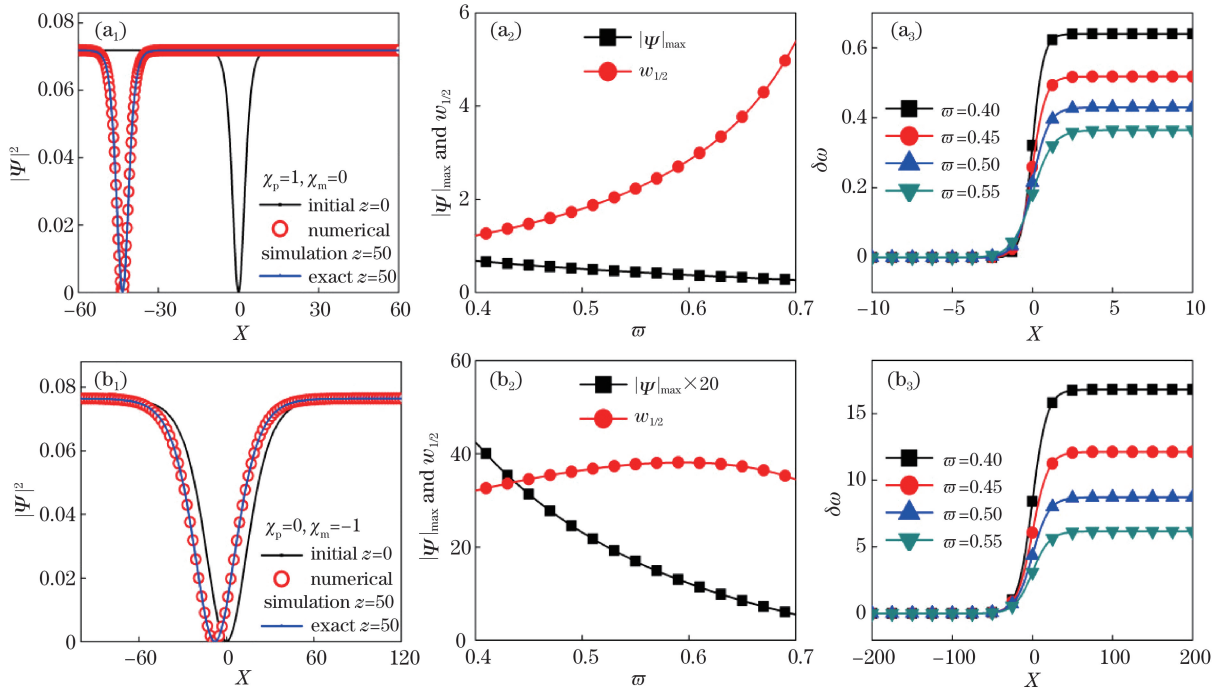 (a₁)
0.08
0.06
0.04
0.02
0
|Ψ|²
χₚ=1, χₘ=0
initial z=0
numerical
simulation z=50
exact z=50
−60 −30 0 30 60
X
(a₂)
6
4
2
0
|Ψ|max and w₁/₂
|Ψ|max
w₁/₂
0.4 0.5 0.6 0.7
ϖ
(a₃)
0.6
0.4
0.2
0
δω
ϖ=0.40
ϖ=0.45
ϖ=0.50
ϖ=0.55
−10 −5 0 5 10
X
(b₁)
0.08
0.06
0.04
0.02
0
|Ψ|²
χₚ=0, χₘ=−1
initial z=0
numerical
simulation z=50
exact z=50
−60 0 60 120
X
(b₂)
60
40
20
0
|Ψ|max and w₁/₂
|Ψ|max×20
w₁/₂
0.4 0.5 0.6 0.7
ϖ
(b₃)
15
10
5
0
δω
ϖ=0.40
ϖ=0.45
ϖ=0.50
ϖ=0.55
−200 −100 0 100 200
X